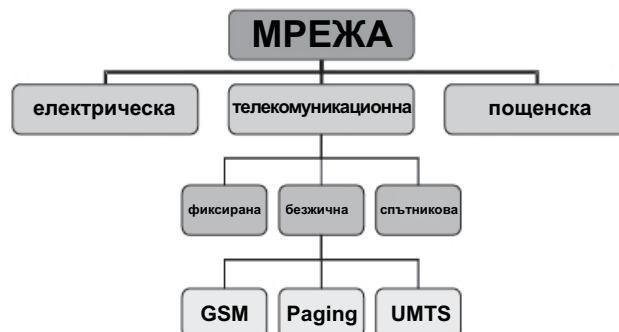 МРЕЖА
електрическа
телекомуникационна
пощенска
фиксирана
безжична
спътникова
GSM
Paging
UMTS